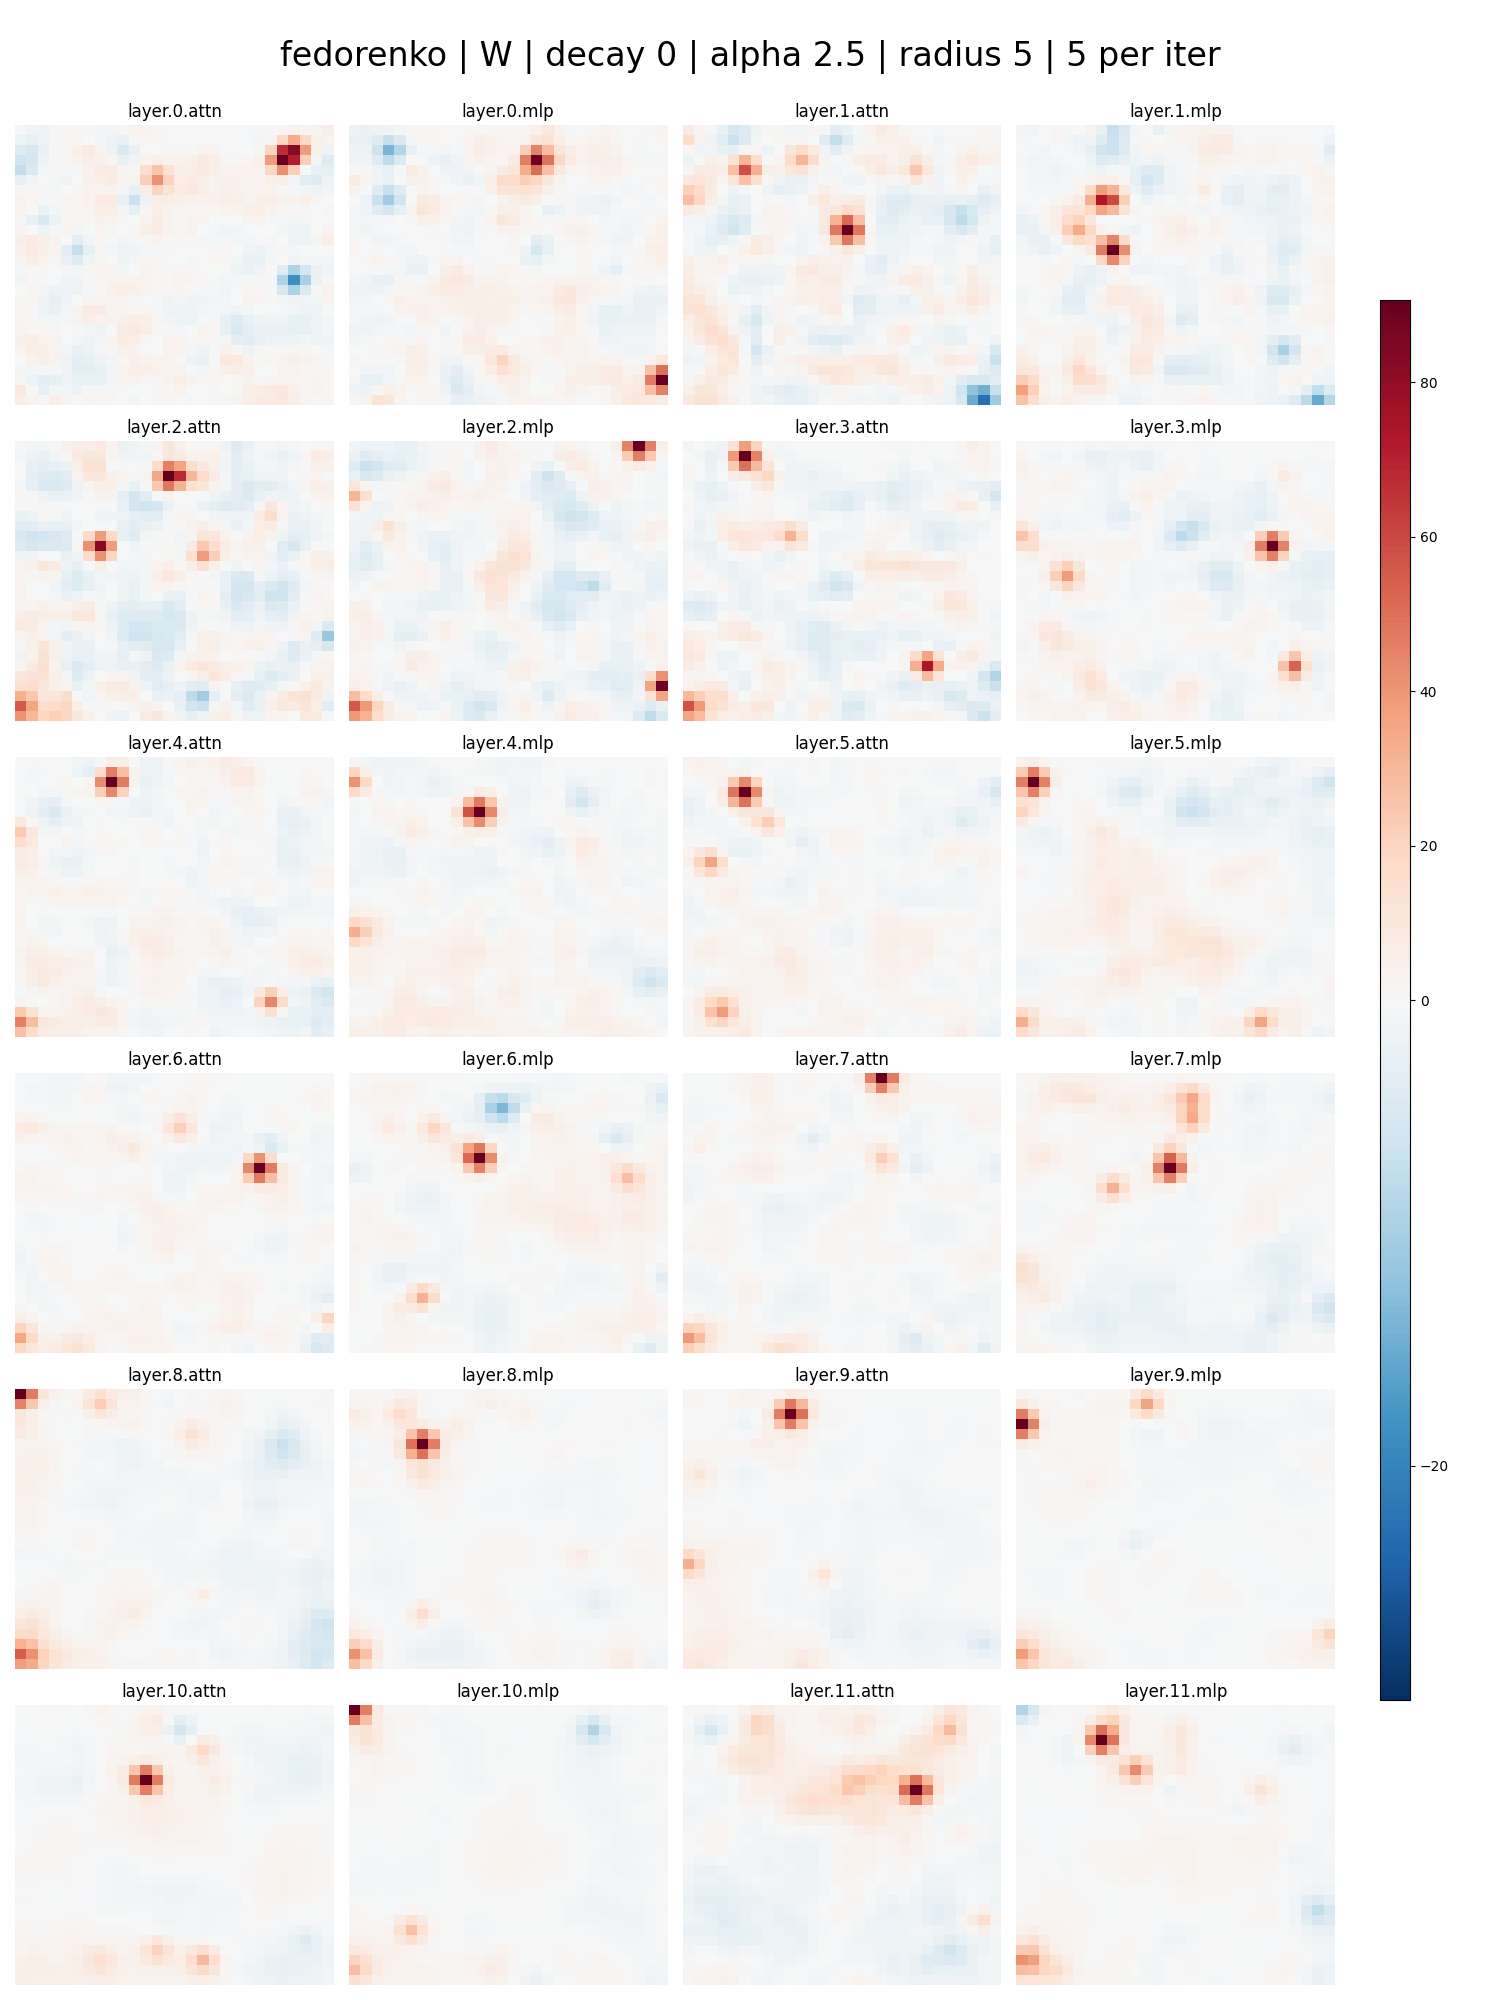 fedorenko | W | decay 0 | alpha 2.5 | radius 5 | 5 per iter
layer.0.attn
layer.0.mlp
layer.1.attn
layer.1.mlp
layer.2.attn
layer.2.mlp
layer.3.attn
layer.3.mlp
layer.4.attn
layer.4.mlp
layer.5.attn
layer.5.mlp
layer.6.attn
layer.6.mlp
layer.7.attn
layer.7.mlp
layer.8.attn
layer.8.mlp
layer.9.attn
layer.9.mlp
layer.10.attn
layer.10.mlp
layer.11.attn
layer.11.mlp
80
60
40
20
0
−20